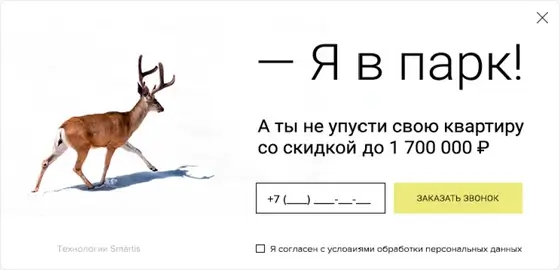 — Я в парк!
А ты не упусти свою квартиру
со скидкой до 1 700 000 ₽
+7 (___) ___-__-__
ЗАКАЗАТЬ ЗВОНОК
Технологии Smartis
Я согласен с условиями обработки персональных данных